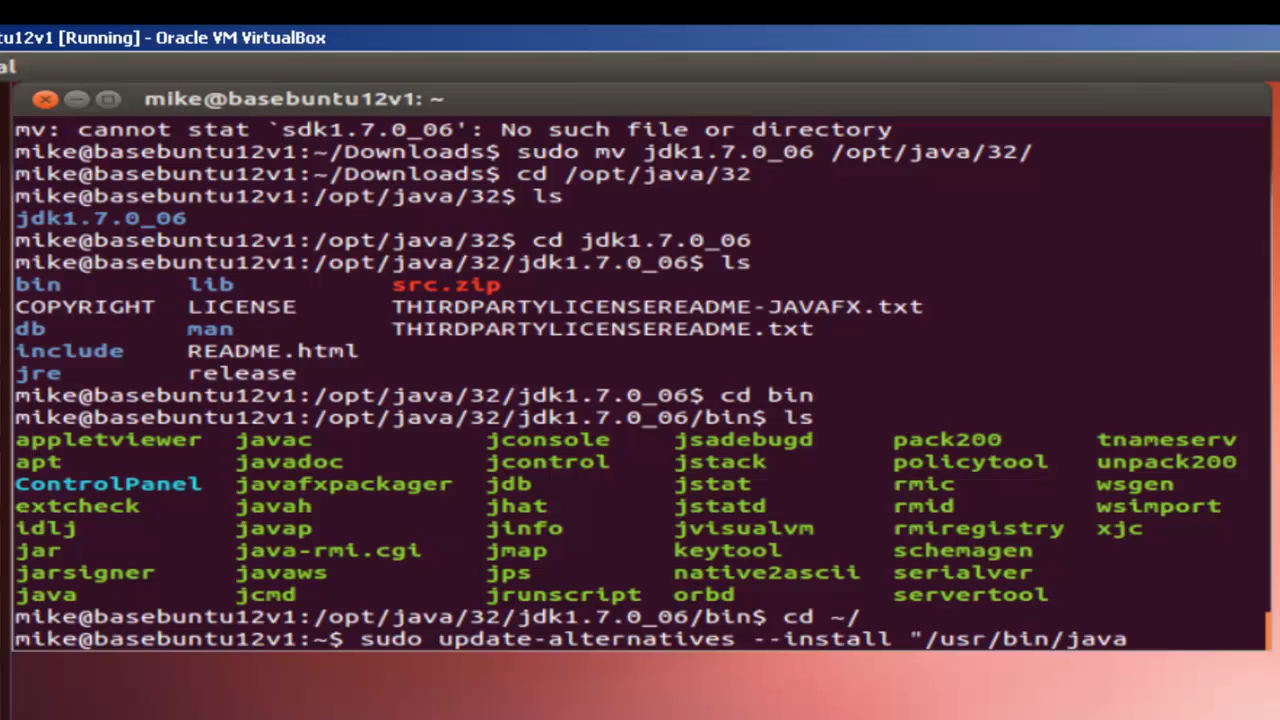 tu12v1 [Running] - Oracle VM VirtualBox
al
mike@basebuntu12v1: ~
mv: cannot stat `sdk1.7.0_06': No such file or directory
mike@basebuntu12v1:~/Downloads$ sudo mv jdk1.7.0_06 /opt/java/32/
mike@basebuntu12v1:~/Downloads$ cd /opt/java/32
mike@basebuntu12v1:/opt/java/32$ ls
jdk1.7.0_06
mike@basebuntu12v1:/opt/java/32$ cd jdk1.7.0_06
mike@basebuntu12v1:/opt/java/32/jdk1.7.0_06$ ls
bin lib src.zip
COPYRIGHT LICENSE THIRDPARTYLICENSEREADME-JAVAFX.txt
db man THIRDPARTYLICENSEREADME.txt
include README.html
jre release
mike@basebuntu12v1:/opt/java/32/jdk1.7.0_06$ cd bin
mike@basebuntu12v1:/opt/java/32/jdk1.7.0_06/bin$ ls
appletviewer javac jconsole jsadebugd pack200 tnameserv
apt javadoc jcontrol jstack policytool unpack200
ControlPanel javafxpackager jdb jstat rmic wsgen
extcheck javah jhat jstatd rmid wsimport
idlj javap jinfo jvisualvm rmiregistry xjc
jar java-rmi.cgi jmap keytool schemagen
jarsigner javaws jps native2ascii serialver
java jcmd jrunscript orbd servertool
mike@basebuntu12v1:/opt/java/32/jdk1.7.0_06/bin$ cd ~/
mike@basebuntu12v1:~$ sudo update-alternatives --install "/usr/bin/java